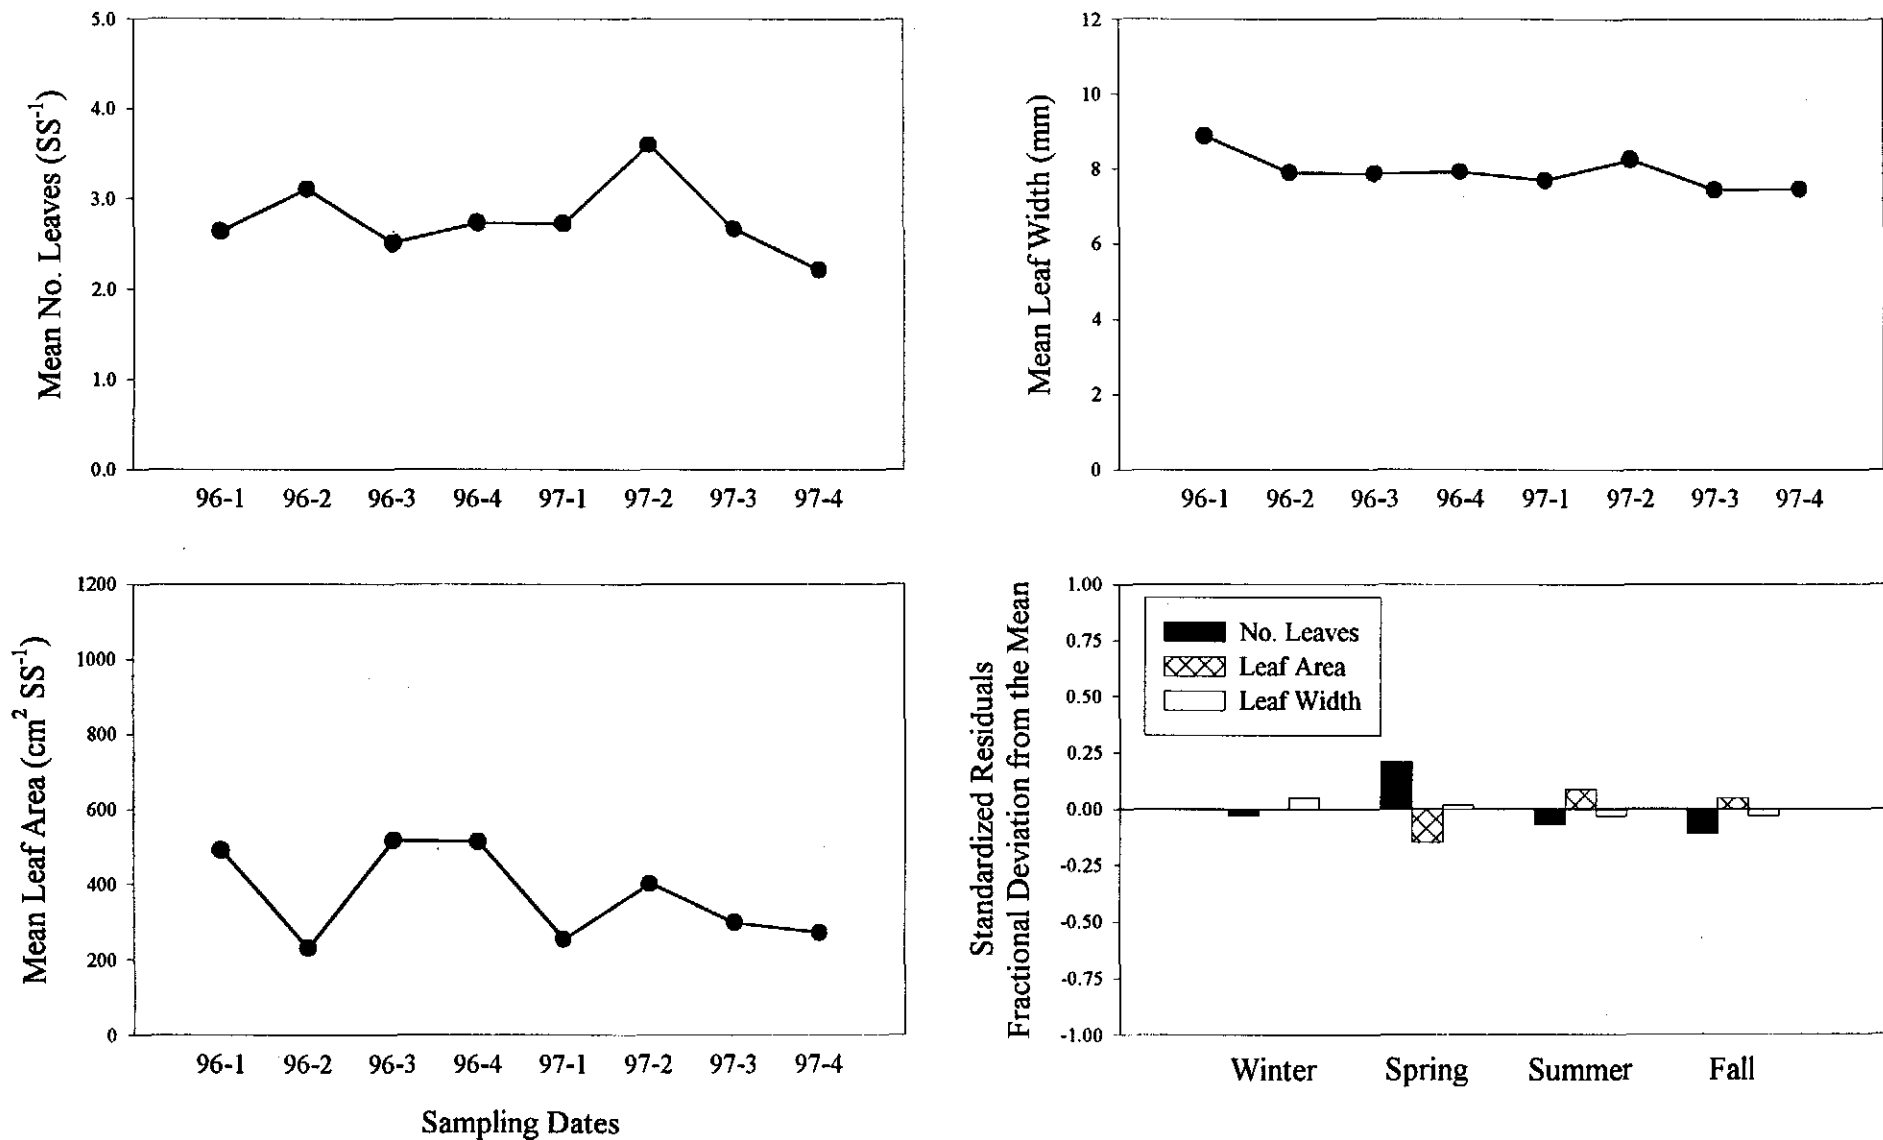 Mean No. Leaves (SS⁻¹)
5.0
4.0
3.0
2.0
1.0
0.0
96-1 96-2 96-3 96-4 97-1 97-2 97-3 97-4
Mean Leaf Width (mm)
12
10
8
6
4
2
0
96-1 96-2 96-3 96-4 97-1 97-2 97-3 97-4
Mean Leaf Area (cm² SS⁻¹)
1200
1000
800
600
400
200
0
96-1 96-2 96-3 96-4 97-1 97-2 97-3 97-4
Sampling Dates
Standardized Residuals
Fractional Deviation from the Mean
1.00
0.75
0.50
0.25
0.00
-0.25
-0.50
-0.75
-1.00
No. Leaves
Leaf Area
Leaf Width
Winter Spring Summer Fall